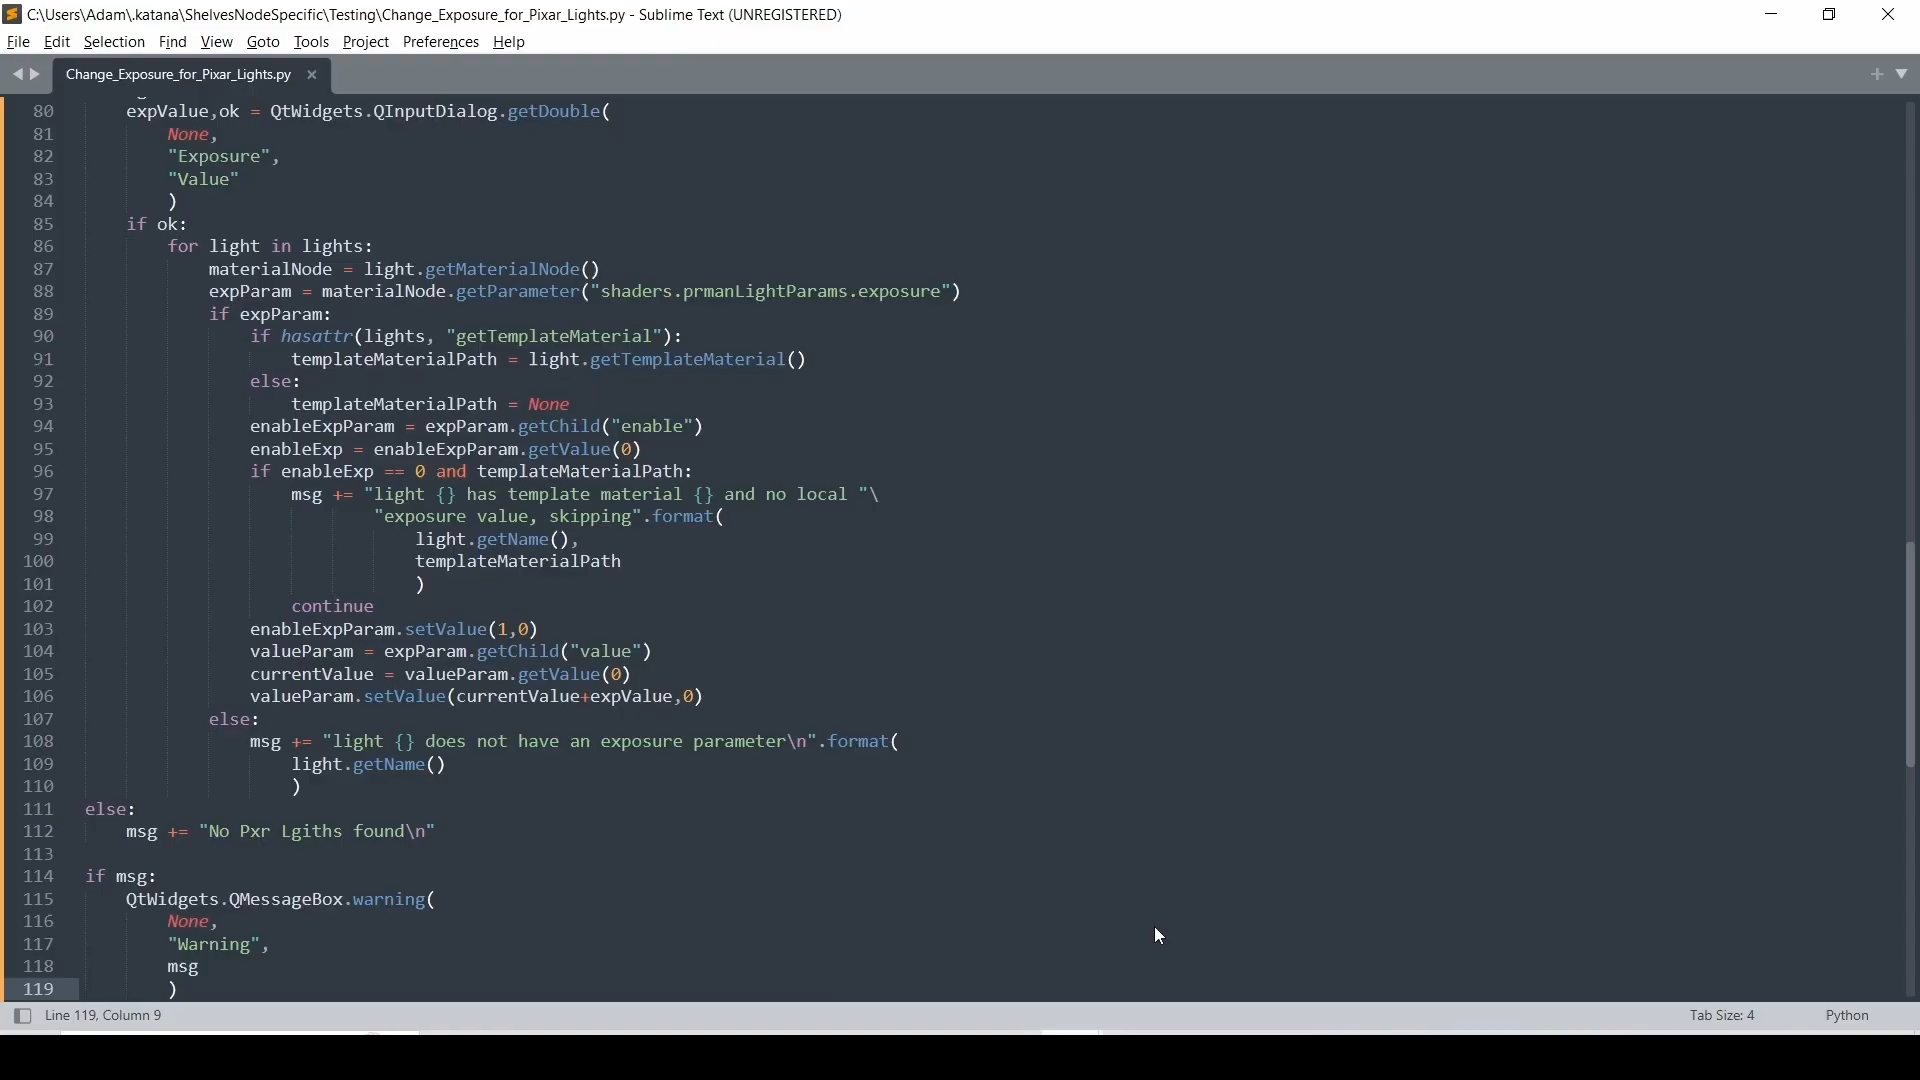 C:\Users\Adam\.katana\ShelvesNodeSpecific\Testing\Change_Exposure_for_Pixar_Lights.py - Sublime Text (UNREGISTERED)
File Edit Selection Find View Goto Tools Project Preferences Help
Change_Exposure_for_Pixar_Lights.py
80     expValue,ok = QtWidgets.QInputDialog.getDouble(
81         None,
82         "Exposure",
83         "Value"
84         )
85     if ok:
86         for light in lights:
87             materialNode = light.getMaterialNode()
88             expParam = materialNode.getParameter("shaders.prmanLightParams.exposure")
89             if expParam:
90                 if hasattr(lights, "getTemplateMaterial"):
91                     templateMaterialPath = light.getTemplateMaterial()
92                 else:
93                     templateMaterialPath = None
94                 enableExpParam = expParam.getChild("enable")
95                 enableExp = enableExpParam.getValue(0)
96                 if enableExp == 0 and templateMaterialPath:
97                     msg += "light {} has template material {} and no local "\
98                             "exposure value, skipping".format(
99                                 light.getName(),
100                                 templateMaterialPath
101                                 )
102                     continue
103                 enableExpParam.setValue(1,0)
104                 valueParam = expParam.getChild("value")
105                 currentValue = valueParam.getValue(0)
106                 valueParam.setValue(currentValue+expValue,0)
107             else:
108                 msg += "light {} does not have an exposure parameter\n".format(
109                     light.getName()
110                     )
111 else:
112     msg += "No Pxr Lgiths found\n"
113
114 if msg:
115     QtWidgets.QMessageBox.warning(
116         None,
117         "Warning",
118         msg
119         )
Line 119, Column 9 Tab Size: 4 Python